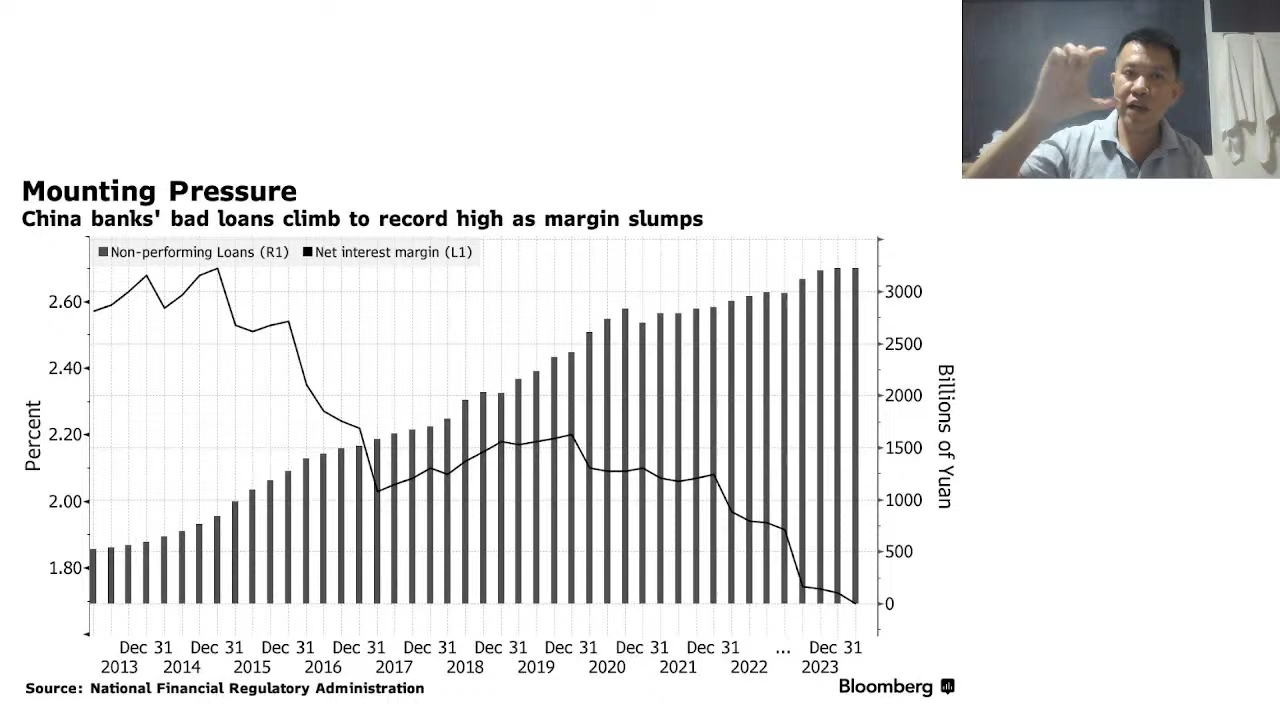 Mounting Pressure
China banks' bad loans climb to record high as margin slumps
Non-performing Loans (R1) Net interest margin (L1)
2.60
2.40
2.20
2.00
1.80
Percent
3000
2500
2000
1500
1000
500
0
Billions of Yuan
Dec 31 Dec 31 Dec 31 Dec 31 Dec 31 Dec 31 Dec 31 Dec 31 Dec 31 ... Dec 31
2013 2014 2015 2016 2017 2018 2019 2020 2021 2022 2023
Source: National Financial Regulatory Administration
Bloomberg